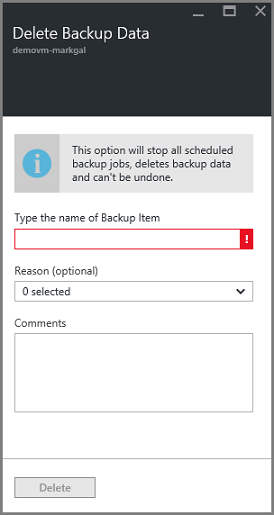 Delete Backup Data
demovm-markgal
This option will stop all scheduled
backup jobs, deletes backup data
and can't be undone.
Type the name of Backup Item
!
Reason (optional)
0 selected
Comments
Delete